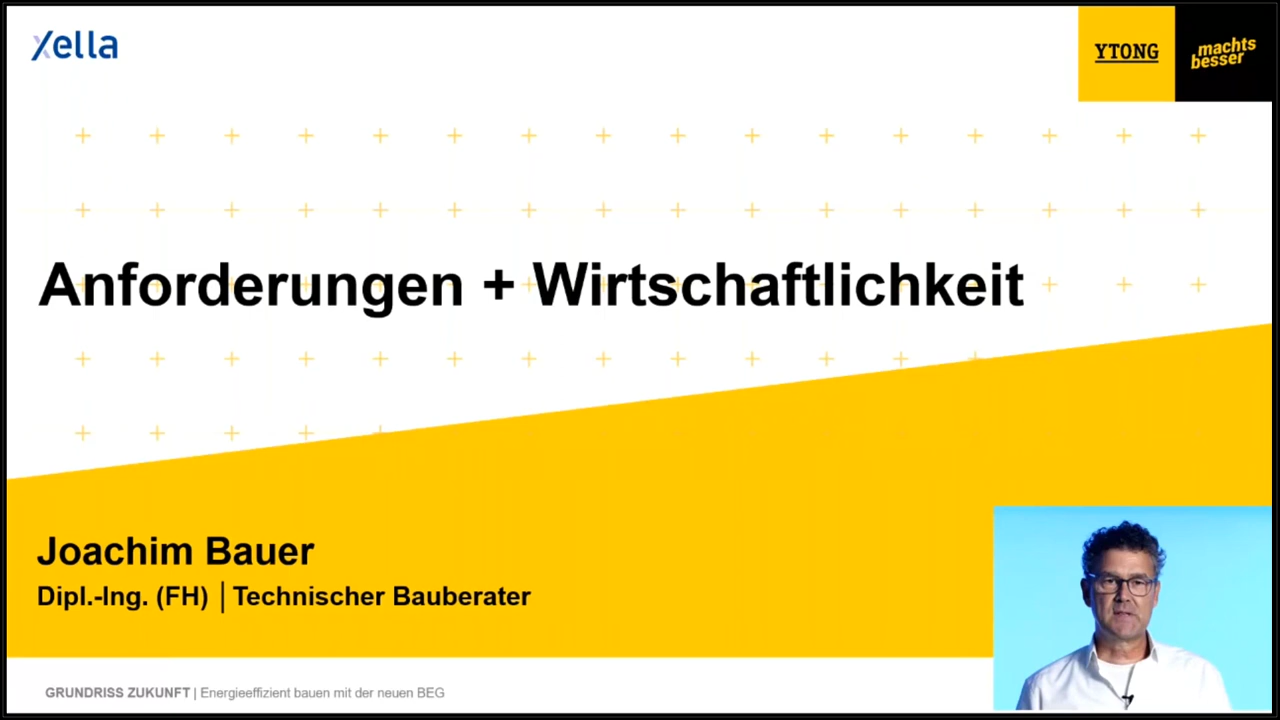 Xella
YTONG
machts
besser
Anforderungen + Wirtschaftlichkeit
Joachim Bauer
Dipl.-Ing. (FH) | Technischer Bauberater
GRUNDRISS ZUKUNFT | Energieeffizient bauen mit der neuen BEG